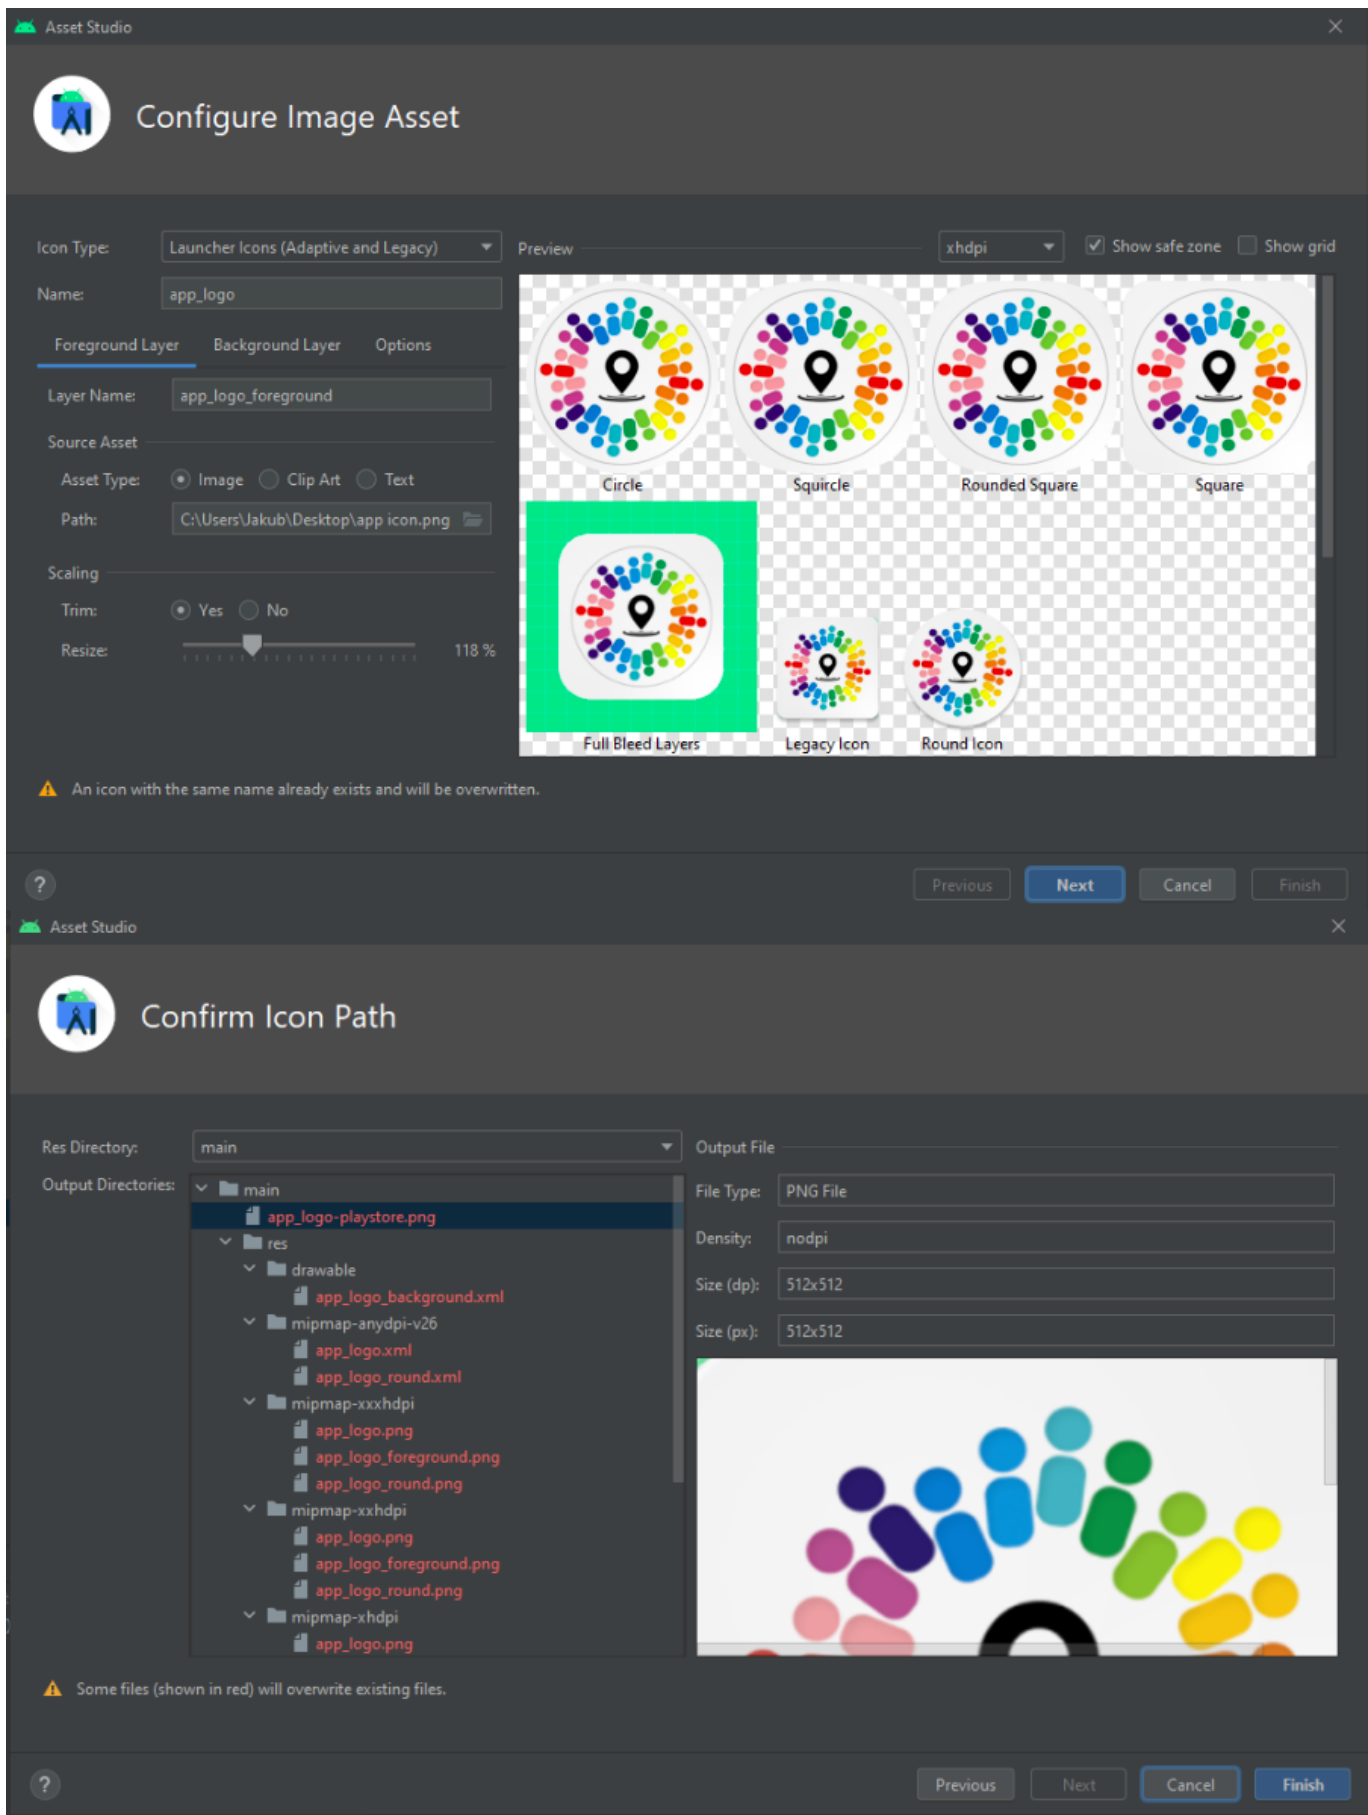 Asset Studio
Configure Image Asset
Icon Type: Launcher Icons (Adaptive and Legacy)
Name: app_logo
Foreground Layer Background Layer Options
Layer Name: app_logo_foreground
Source Asset
Asset Type: Image Clip Art Text
Path: C:\Users\Jakub\Desktop\app icon.png
Scaling
Trim: Yes No
Resize: 118 %
Preview xhdpi Show safe zone Show grid
Circle Squircle Rounded Square Square
Full Bleed Layers Legacy Icon Round Icon
An icon with the same name already exists and will be overwritten.
? Previous Next Cancel Finish
Asset Studio
Confirm Icon Path
Res Directory: main
Output Directories:
main
app_logo-playstore.png
res
drawable
app_logo_background.xml
mipmap-anydpi-v26
app_logo.xml
app_logo_round.xml
mipmap-xxxhdpi
app_logo.png
app_logo_foreground.png
app_logo_round.png
mipmap-xxhdpi
app_logo.png
app_logo_foreground.png
app_logo_round.png
mipmap-xhdpi
app_logo.png
Output File
File Type: PNG File
Density: nodpi
Size (dp): 512x512
Size (px): 512x512
Some files (shown in red) will overwrite existing files.
? Previous Next Cancel Finish